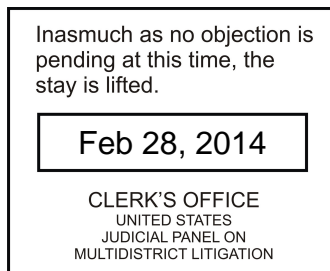 Inasmuch as no objection is
pending at this time, the
stay is lifted.
Feb 28, 2014
CLERK'S OFFICE
UNITED STATES
JUDICIAL PANEL ON
MULTIDISTRICT LITIGATION